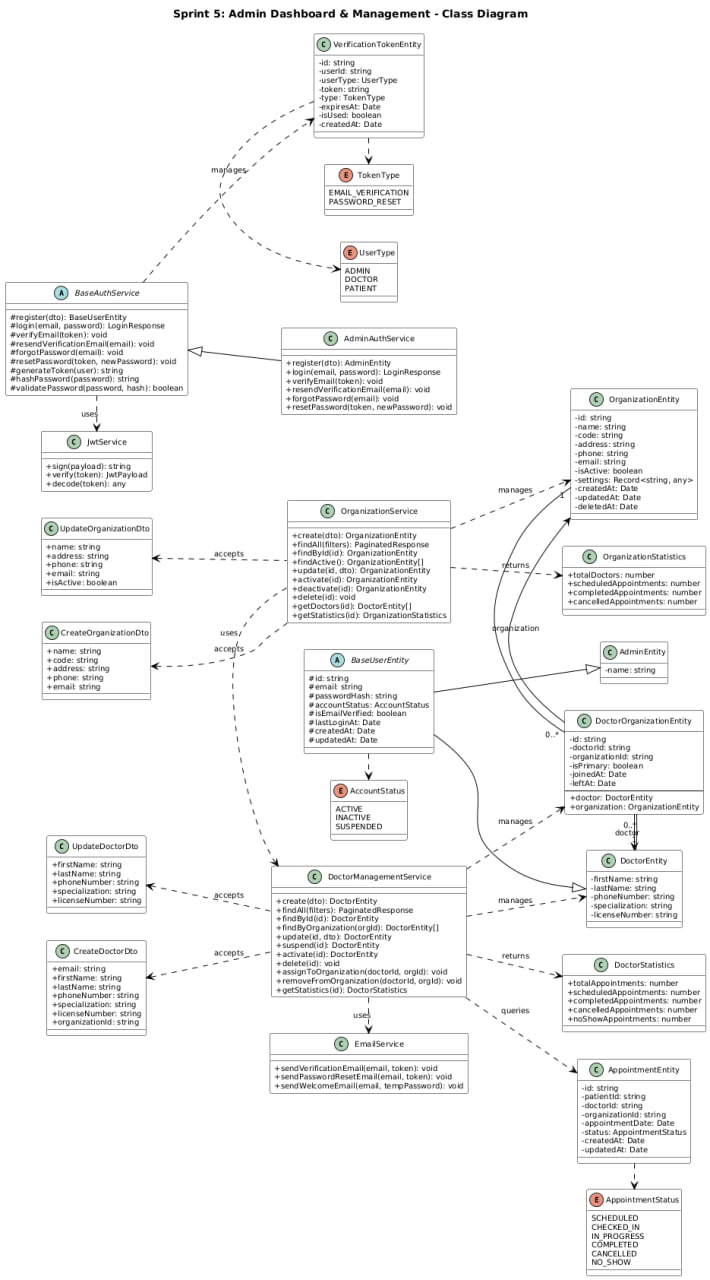 Sprint 5: Admin Dashboard & Management - Class Diagram
C VerificationTokenEntity
-id: string
-userId: string
-userType: UserType
-token: string
-type: TokenType
-expiresAt: Date
-isUsed: boolean
-createdAt: Date
manages
E TokenType
EMAIL_VERIFICATION
PASSWORD_RESET
E UserType
ADMIN
DOCTOR
PATIENT
A BaseAuthService
#register(dto): BaseUserEntity
#login(email, password): LoginResponse
#verifyEmail(token): void
#resendVerificationEmail(email): void
#forgotPassword(email): void
#resetPassword(token, newPassword): void
#generateToken(user): string
#hashPassword(password): string
#validatePassword(password, hash): boolean
C AdminAuthService
+register(dto): AdminEntity
+login(email, password): LoginResponse
+verifyEmail(token): void
+resendVerificationEmail(email): void
+forgotPassword(email): void
+resetPassword(token, newPassword): void
uses
C JwtService
+sign(payload): string
+verify(token): JwtPayload
+decode(token): any
C OrganizationEntity
-id: string
-name: string
-code: string
-address: string
-phone: string
-email: string
-isActive: boolean
-settings: Record<string, any>
-createdAt: Date
-updatedAt: Date
-deletedAt: Date
1
manages
C OrganizationService
+create(dto): OrganizationEntity
+findAll(filters): PaginatedResponse
+findById(id): OrganizationEntity
+findActive(): OrganizationEntity[]
+update(id, dto): OrganizationEntity
+activate(id): OrganizationEntity
+deactivate(id): OrganizationEntity
+delete(id): void
+getDoctors(id): DoctorEntity[]
+getStatistics(id): OrganizationStatistics
C UpdateOrganizationDto
+name: string
+address: string
+phone: string
+email: string
+isActive: boolean
accepts
returns
C OrganizationStatistics
+totalDoctors: number
+scheduledAppointments: number
+completedAppointments: number
+cancelledAppointments: number
C CreateOrganizationDto
+name: string
+code: string
+address: string
+phone: string
+email: string
uses
accepts
organization
A BaseUserEntity
#id: string
#email: string
#passwordHash: string
#accountStatus: AccountStatus
#isEmailVerified: boolean
#lastLoginAt: Date
#createdAt: Date
#updatedAt: Date
C AdminEntity
-name: string
0..*
C DoctorOrganizationEntity
-id: string
-doctorId: string
-organizationId: string
-isPrimary: boolean
-joinedAt: Date
-leftAt: Date
+doctor: DoctorEntity
+organization: OrganizationEntity
E AccountStatus
ACTIVE
INACTIVE
SUSPENDED
manages
0..*
doctor
1
C UpdateDoctorDto
+firstName: string
+lastName: string
+phoneNumber: string
+specialization: string
+licenseNumber: string
accepts
C DoctorManagementService
+create(dto): DoctorEntity
+findAll(filters): PaginatedResponse
+findById(id): DoctorEntity
+findByOrganization(orgId): DoctorEntity[]
+update(id, dto): DoctorEntity
+suspend(id): DoctorEntity
+activate(id): DoctorEntity
+delete(id): void
+assignToOrganization(doctorId, orgId): void
+removeFromOrganization(doctorId, orgId): void
+getStatistics(id): DoctorStatistics
manages
C DoctorEntity
-firstName: string
-lastName: string
-phoneNumber: string
-specialization: string
-licenseNumber: string
C CreateDoctorDto
+email: string
+firstName: string
+lastName: string
+phoneNumber: string
+specialization: string
+licenseNumber: string
+organizationId: string
accepts
returns
C DoctorStatistics
+totalAppointments: number
+scheduledAppointments: number
+completedAppointments: number
+cancelledAppointments: number
+noShowAppointments: number
uses
queries
C EmailService
+sendVerificationEmail(email, token): void
+sendPasswordResetEmail(email, token): void
+sendWelcomeEmail(email, tempPassword): void
C AppointmentEntity
-id: string
-patientId: string
-doctorId: string
-organizationId: string
-appointmentDate: Date
-status: AppointmentStatus
-createdAt: Date
-updatedAt: Date
E AppointmentStatus
SCHEDULED
CHECKED_IN
IN_PROGRESS
COMPLETED
CANCELLED
NO_SHOW